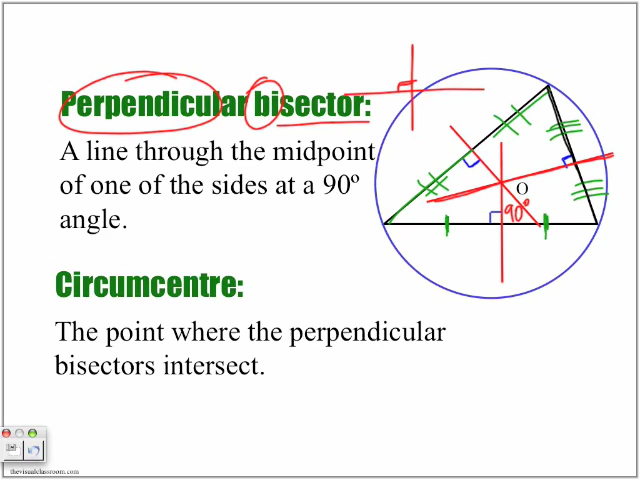 Perpendicular bisector:
A line through the midpoint
of one of the sides at a 90º
angle.
O
90°
Circumcentre:
The point where the perpendicular
bisectors intersect.
thevisualclassroom.com